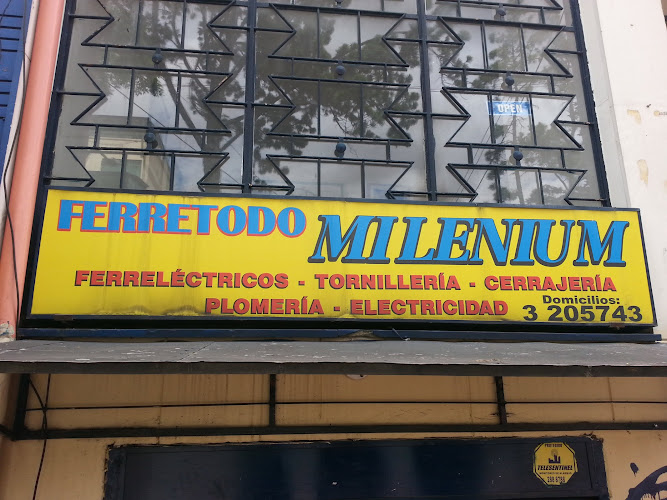 OPEN
FERRETODO MILENIUM
FERRELÉCTRICOS - TORNILLERÍA - CERRAJERÍA
PLOMERÍA - ELECTRICIDAD
Domicilios:
3 205743
TELESENTINEL